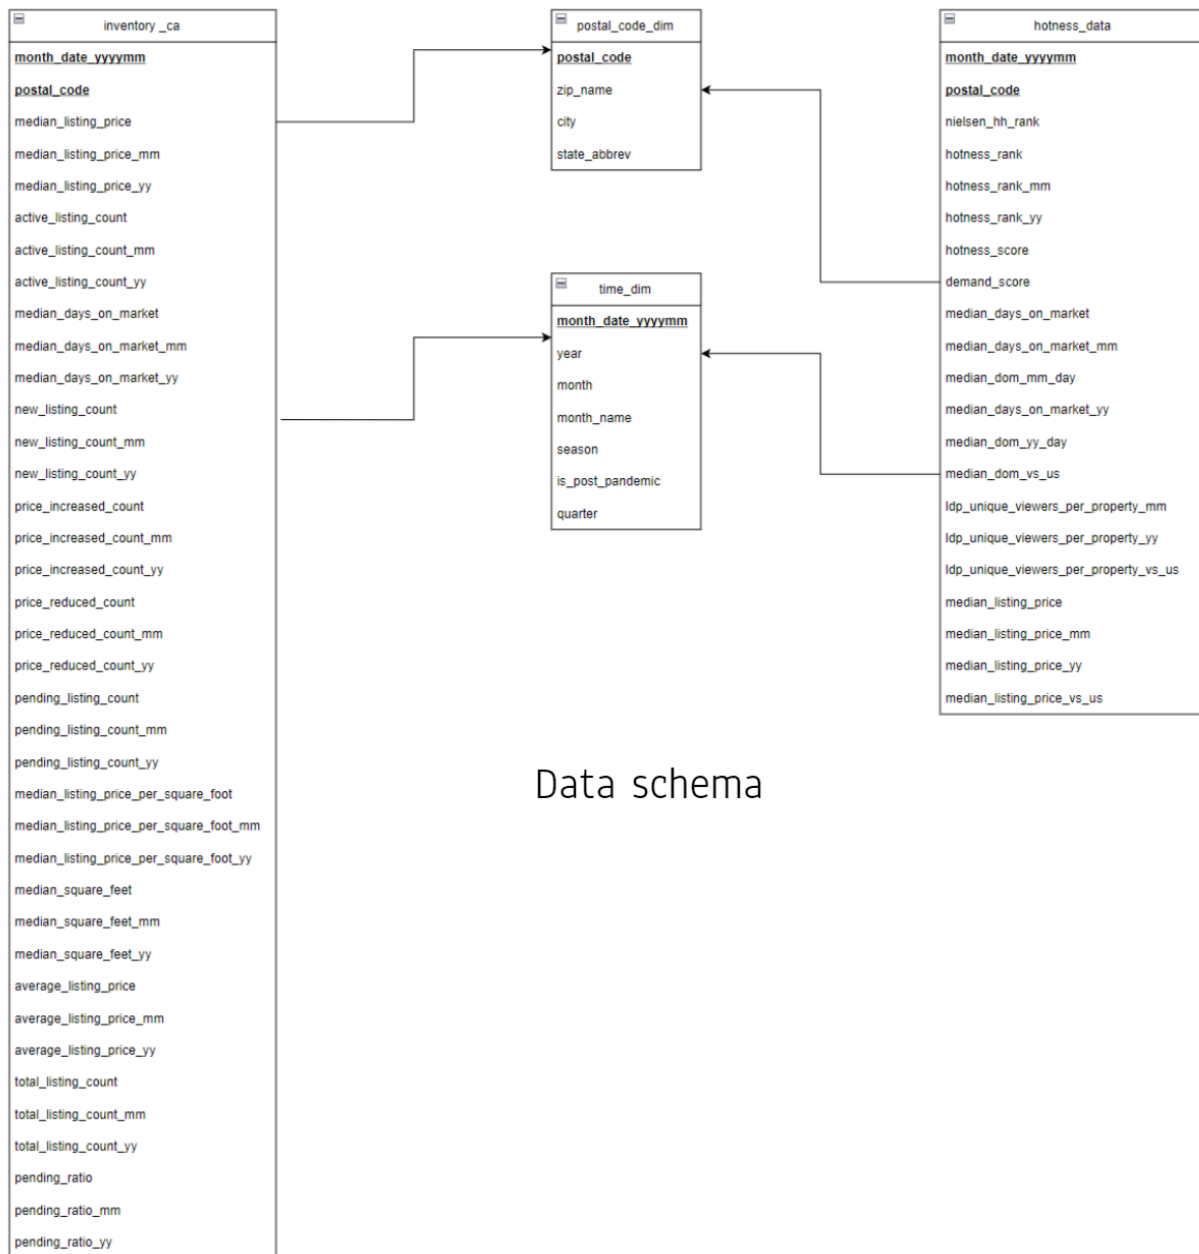 inventory _ca
month_date_yyyymm
postal_code
median_listing_price
median_listing_price_mm
median_listing_price_yy
active_listing_count
active_listing_count_mm
active_listing_count_yy
median_days_on_market
median_days_on_market_mm
median_days_on_market_yy
new_listing_count
new_listing_count_mm
new_listing_count_yy
price_increased_count
price_increased_count_mm
price_increased_count_yy
price_reduced_count
price_reduced_count_mm
price_reduced_count_yy
pending_listing_count
pending_listing_count_mm
pending_listing_count_yy
median_listing_price_per_square_foot
median_listing_price_per_square_foot_mm
median_listing_price_per_square_foot_yy
median_square_feet
median_square_feet_mm
median_square_feet_yy
average_listing_price
average_listing_price_mm
average_listing_price_yy
total_listing_count
total_listing_count_mm
total_listing_count_yy
pending_ratio
pending_ratio_mm
pending_ratio_yy
postal_code_dim
postal_code
zip_name
city
state_abbrev
time_dim
month_date_yyyymm
year
month
month_name
season
is_post_pandemic
quarter
hotness_data
month_date_yyyymm
postal_code
nielsen_hh_rank
hotness_rank
hotness_rank_mm
hotness_rank_yy
hotness_score
demand_score
median_days_on_market
median_days_on_market_mm
median_dom_mm_day
median_days_on_market_yy
median_dom_yy_day
median_dom_vs_us
ldp_unique_viewers_per_property_mm
ldp_unique_viewers_per_property_yy
ldp_unique_viewers_per_property_vs_us
median_listing_price
median_listing_price_mm
median_listing_price_yy
median_listing_price_vs_us
Data schema